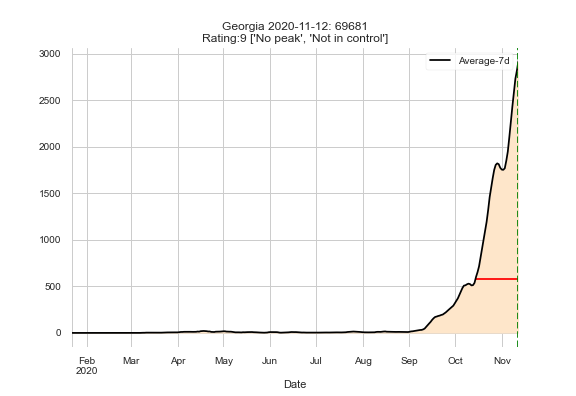 Georgia 2020-11-12: 69681
Rating:9 ['No peak', 'Not in control']
Average-7d
3000
2500
2000
1500
1000
500
0
Feb Mar Apr May Jun Jul Aug Sep Oct Nov
2020
Date